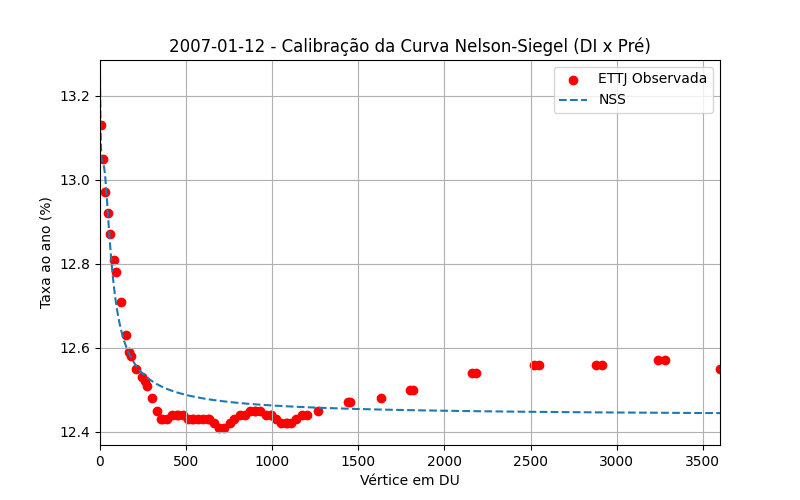 2007-01-12 - Calibração da Curva Nelson-Siegel (DI x Pré)
ETTJ Observada
NSS
Taxa ao ano (%)
13.2
13.0
12.8
12.6
12.4
0 500 1000 1500 2000 2500 3000 3500
Vértice em DU